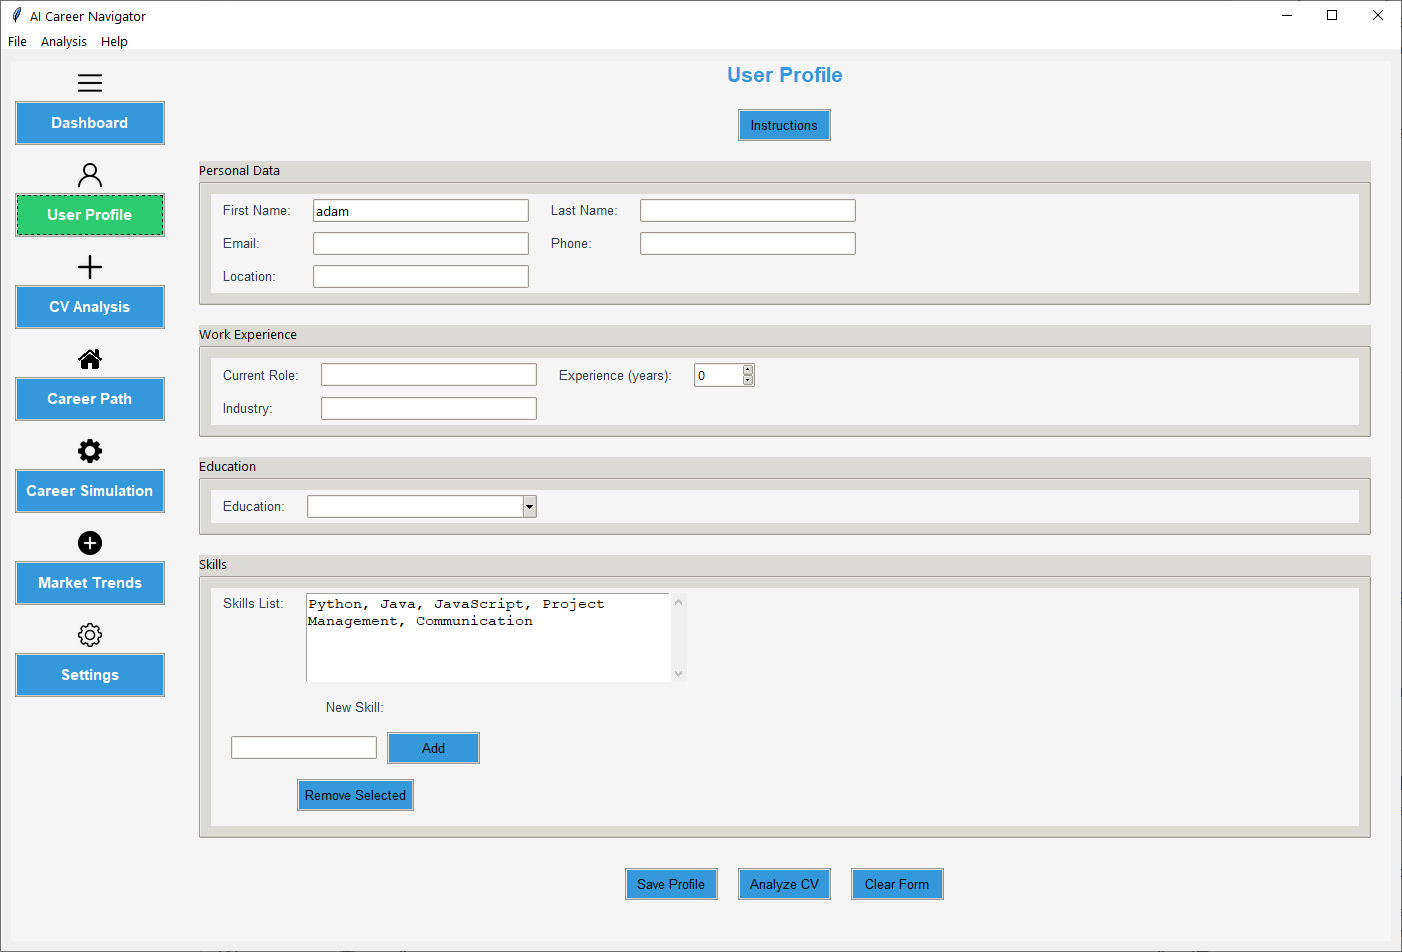 AI Career Navigator
File Analysis Help
User Profile
Dashboard
Instructions
Personal Data
User Profile
First Name: adam Last Name:
Email: Phone:
Location:
CV Analysis
Work Experience
Career Path
Current Role: Experience (years): 0
Industry:
Education
Career Simulation
Education:
Skills
Market Trends
Skills List: Python, Java, JavaScript, Project
Management, Communication
Settings
New Skill:
Add
Remove Selected
Save Profile Analyze CV Clear Form